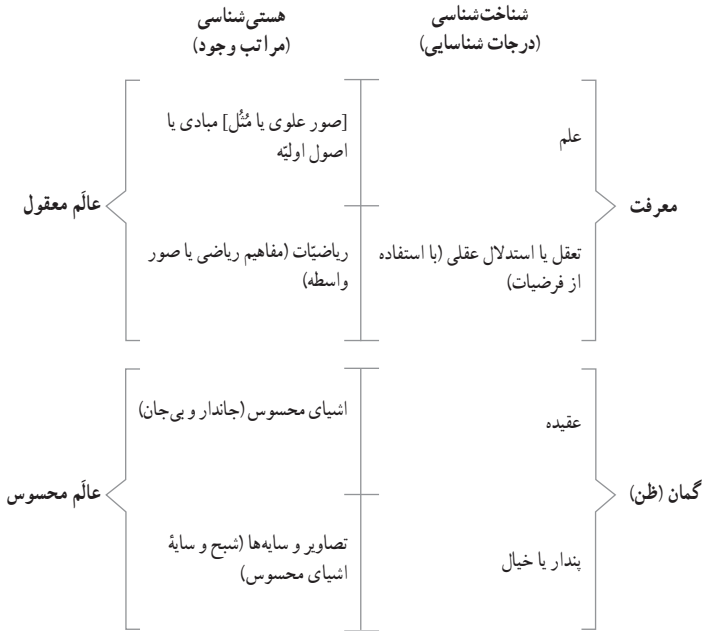 شناخت‌شناسی
(درجات شناسایی)
هستی‌شناسی
(مراتب وجود)
معرفت
علم
[صور علوی یا مُثُل] مبادی یا
اصول اولیّه
عالَم معقول
تعقل یا استدلال عقلی (با استفاده
از فرضیات)
ریاضیّات (مفاهیم ریاضی یا صور
واسطه)
گمان (ظن)
عقیده
اشیای محسوس (جاندار و بی‌جان)
عالَم محسوس
پندار یا خیال
تصاویر و سایه‌ها (شبح و سایۀ
اشیای محسوس)